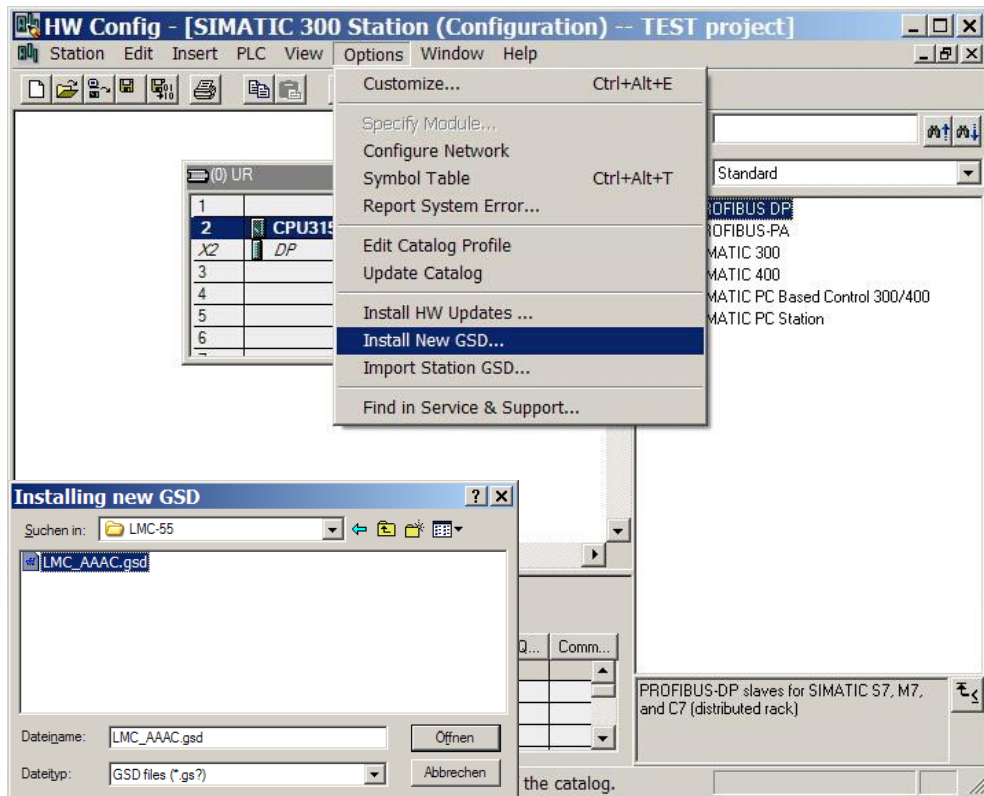 HW Config - [SIMATIC 300 Station (Configuration) -- TEST project]
Station Edit Insert PLC View Options Window Help
Customize... Ctrl+Alt+E
Specify Module...
Configure Network
Symbol Table Ctrl+Alt+T
Report System Error...
Edit Catalog Profile
Update Catalog
Install HW Updates ...
Install New GSD...
Import Station GSD...
Find in Service & Support...
(0) UR
1
2 CPU315
X2 DP
3
4
5
6
Standard
OFIBUS DP
OFIBUS-PA
MATIC 300
MATIC 400
MATIC PC Based Control 300/400
MATIC PC Station
Installing new GSD
Suchen in: LMC-55
LMC_AAAC.gsd
Dateiname: LMC_AAAC.gsd Öffnen
Dateityp: GSD files (*.gs?) Abbrechen
Q... Comm...
PROFIBUS-DP slaves for SIMATIC S7, M7,
and C7 (distributed rack)
the catalog.